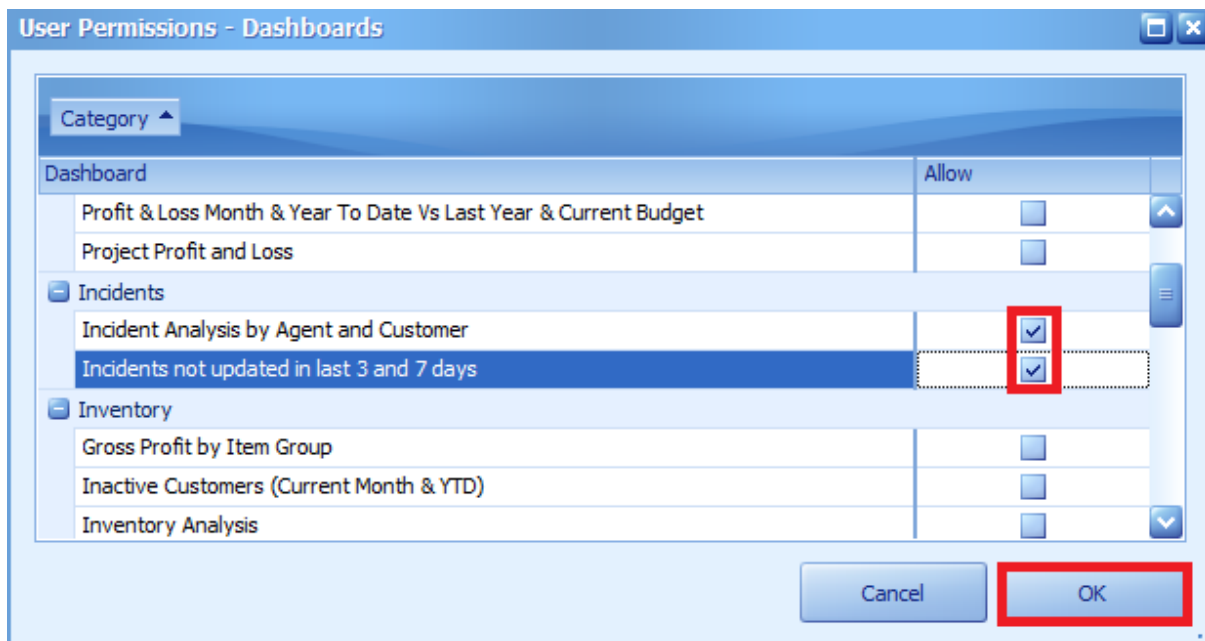 User Permissions - Dashboards
Category
Dashboard Allow
Profit & Loss Month & Year To Date Vs Last Year & Current Budget
Project Profit and Loss
Incidents
Incident Analysis by Agent and Customer
Incidents not updated in last 3 and 7 days
Inventory
Gross Profit by Item Group
Inactive Customers (Current Month & YTD)
Inventory Analysis
Cancel OK